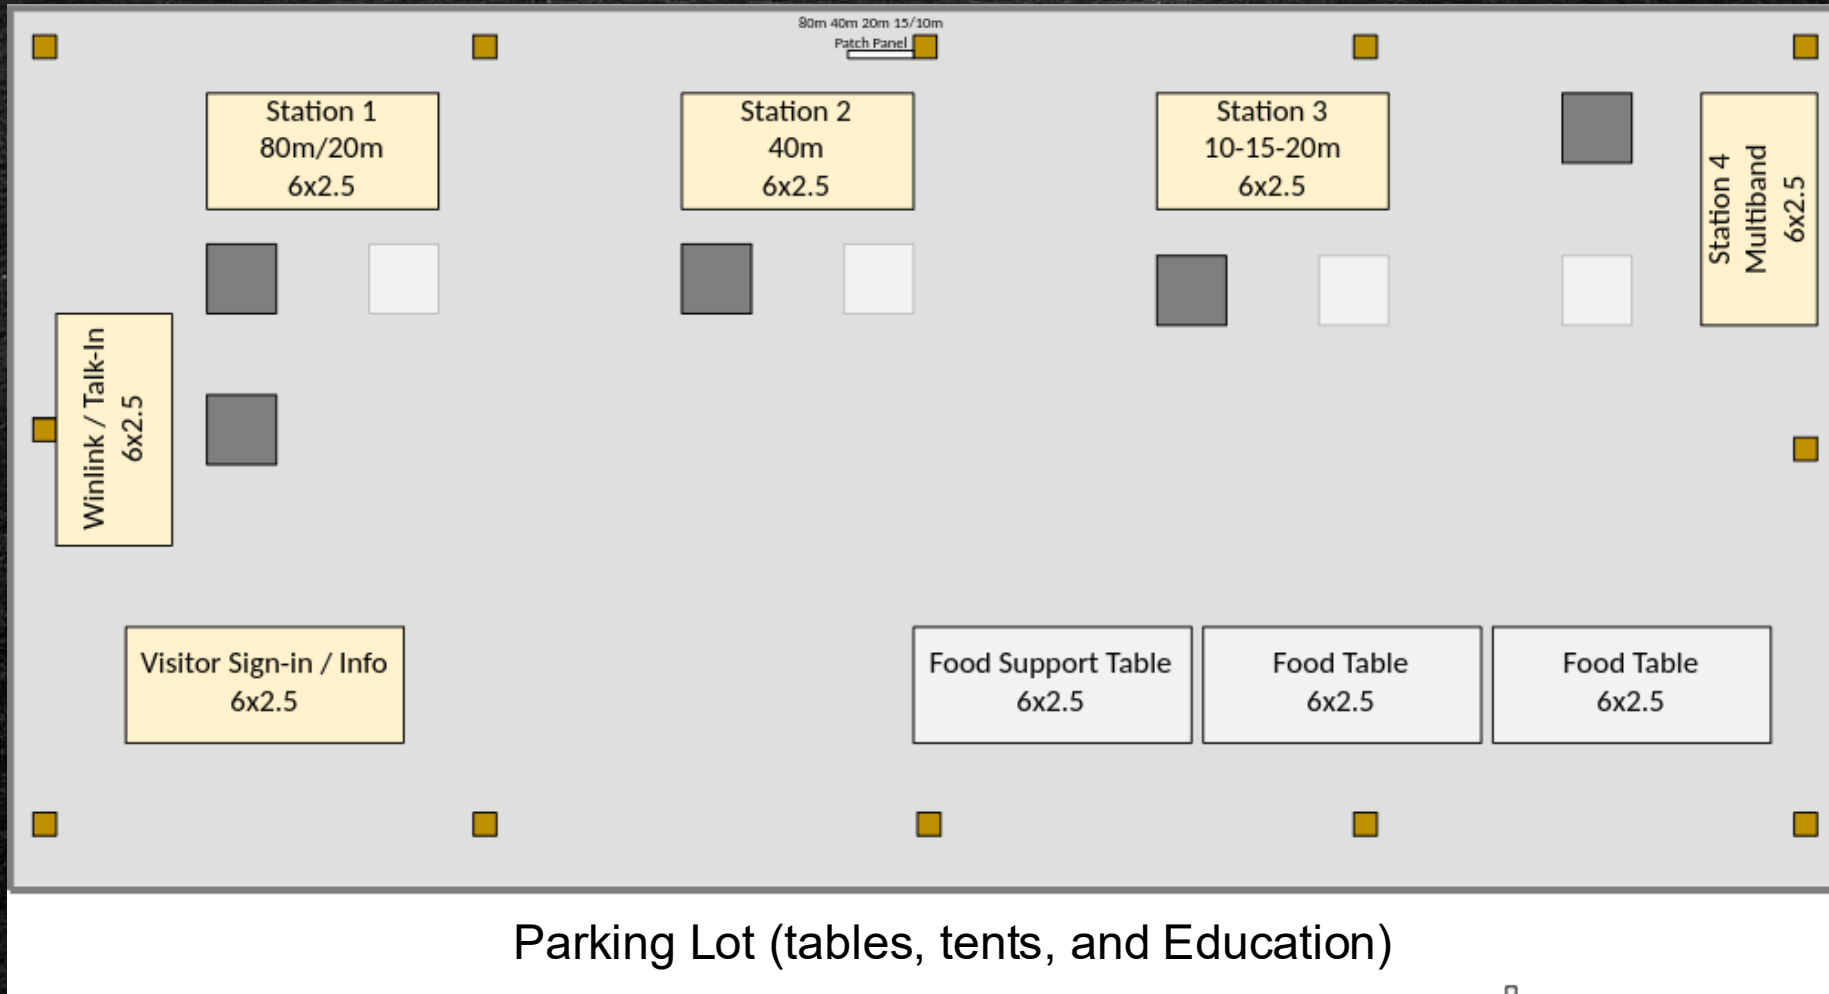 80m 40m 20m 15/10m
Patch Panel
Station 1
80m/20m
6x2.5
Station 2
40m
6x2.5
Station 3
10-15-20m
6x2.5
Station 4
Multiband
6x2.5
Winlink / Talk-In
6x2.5
Visitor Sign-in / Info
6x2.5
Food Support Table
6x2.5
Food Table
6x2.5
Food Table
6x2.5
Parking Lot (tables, tents, and Education)